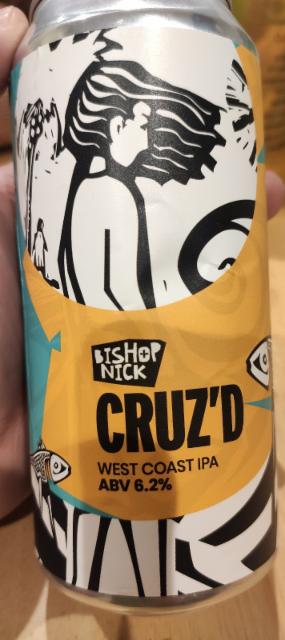 BISHOP
NICK
CRUZ'D
WEST COAST IPA
ABV 6.2%